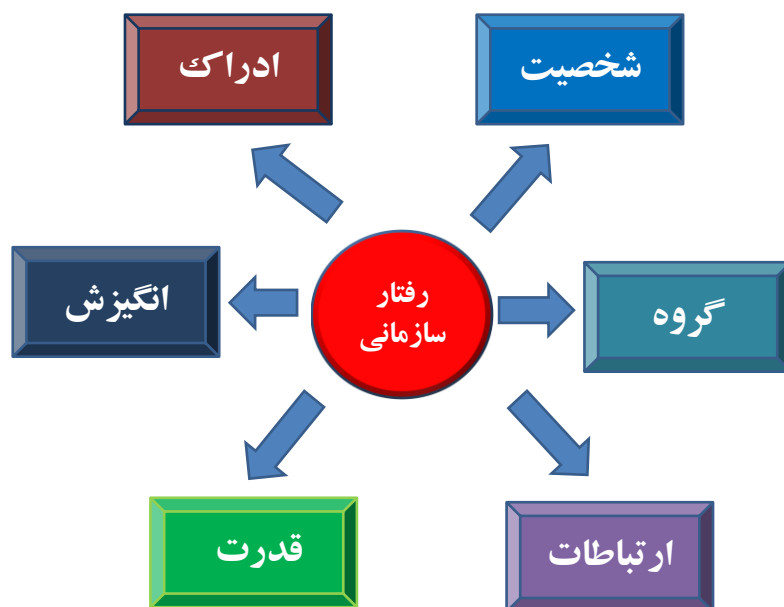 شخصیت
ادراک
رفتار
سازمانی
گروه
انگیزش
ارتباطات
قدرت